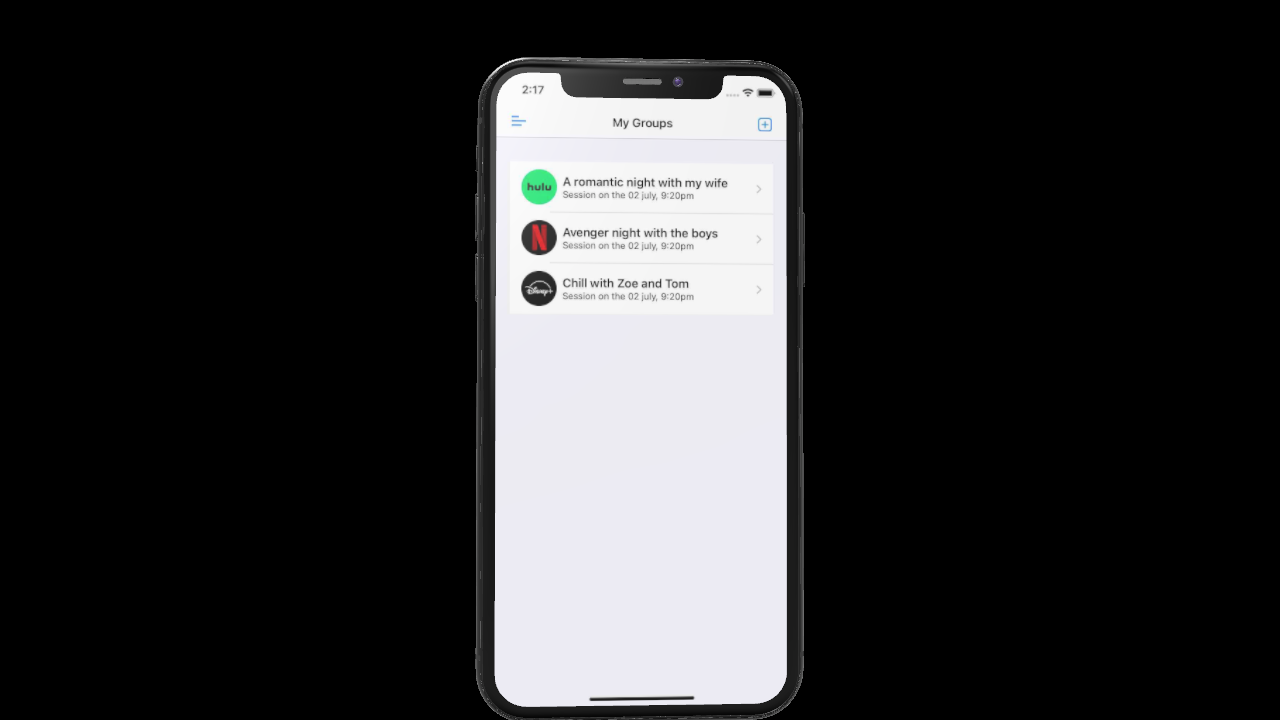 2:17
My Groups
hulu
A romantic night with my wife
Session on the 02 july, 9:20pm
N
Avenger night with the boys
Session on the 02 july, 9:20pm
Disney+
Chill with Zoe and Tom
Session on the 02 july, 9:20pm